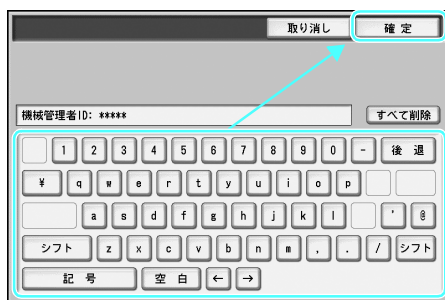 取り消し 確 定
機械管理者ID: ***** すべて削除
1 2 3 4 5 6 7 8 9 0 - 後 退
¥ q w e r t y u i o p
a s d f g h j k l ' @
シフト z x c v b n m , . / シフト
記 号 空 白 ← →